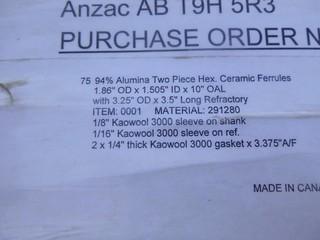 Anzac AB T9H 5R3
PURCHASE ORDER N
75 94% Alumina Two Piece Hex. Ceramic Ferrules
1.86" OD x 1.505" ID x 10" OAL
with 3.25" OD x 3.5" Long Refractory
ITEM: 0001 MATERIAL: 291280
1/8" Kaowool 3000 sleeve on shank
1/16" Kaowool 3000 sleeve on ref.
2 x 1/4" thick Kaowool 3000 gasket x 3.375"A/F
MADE IN CANA